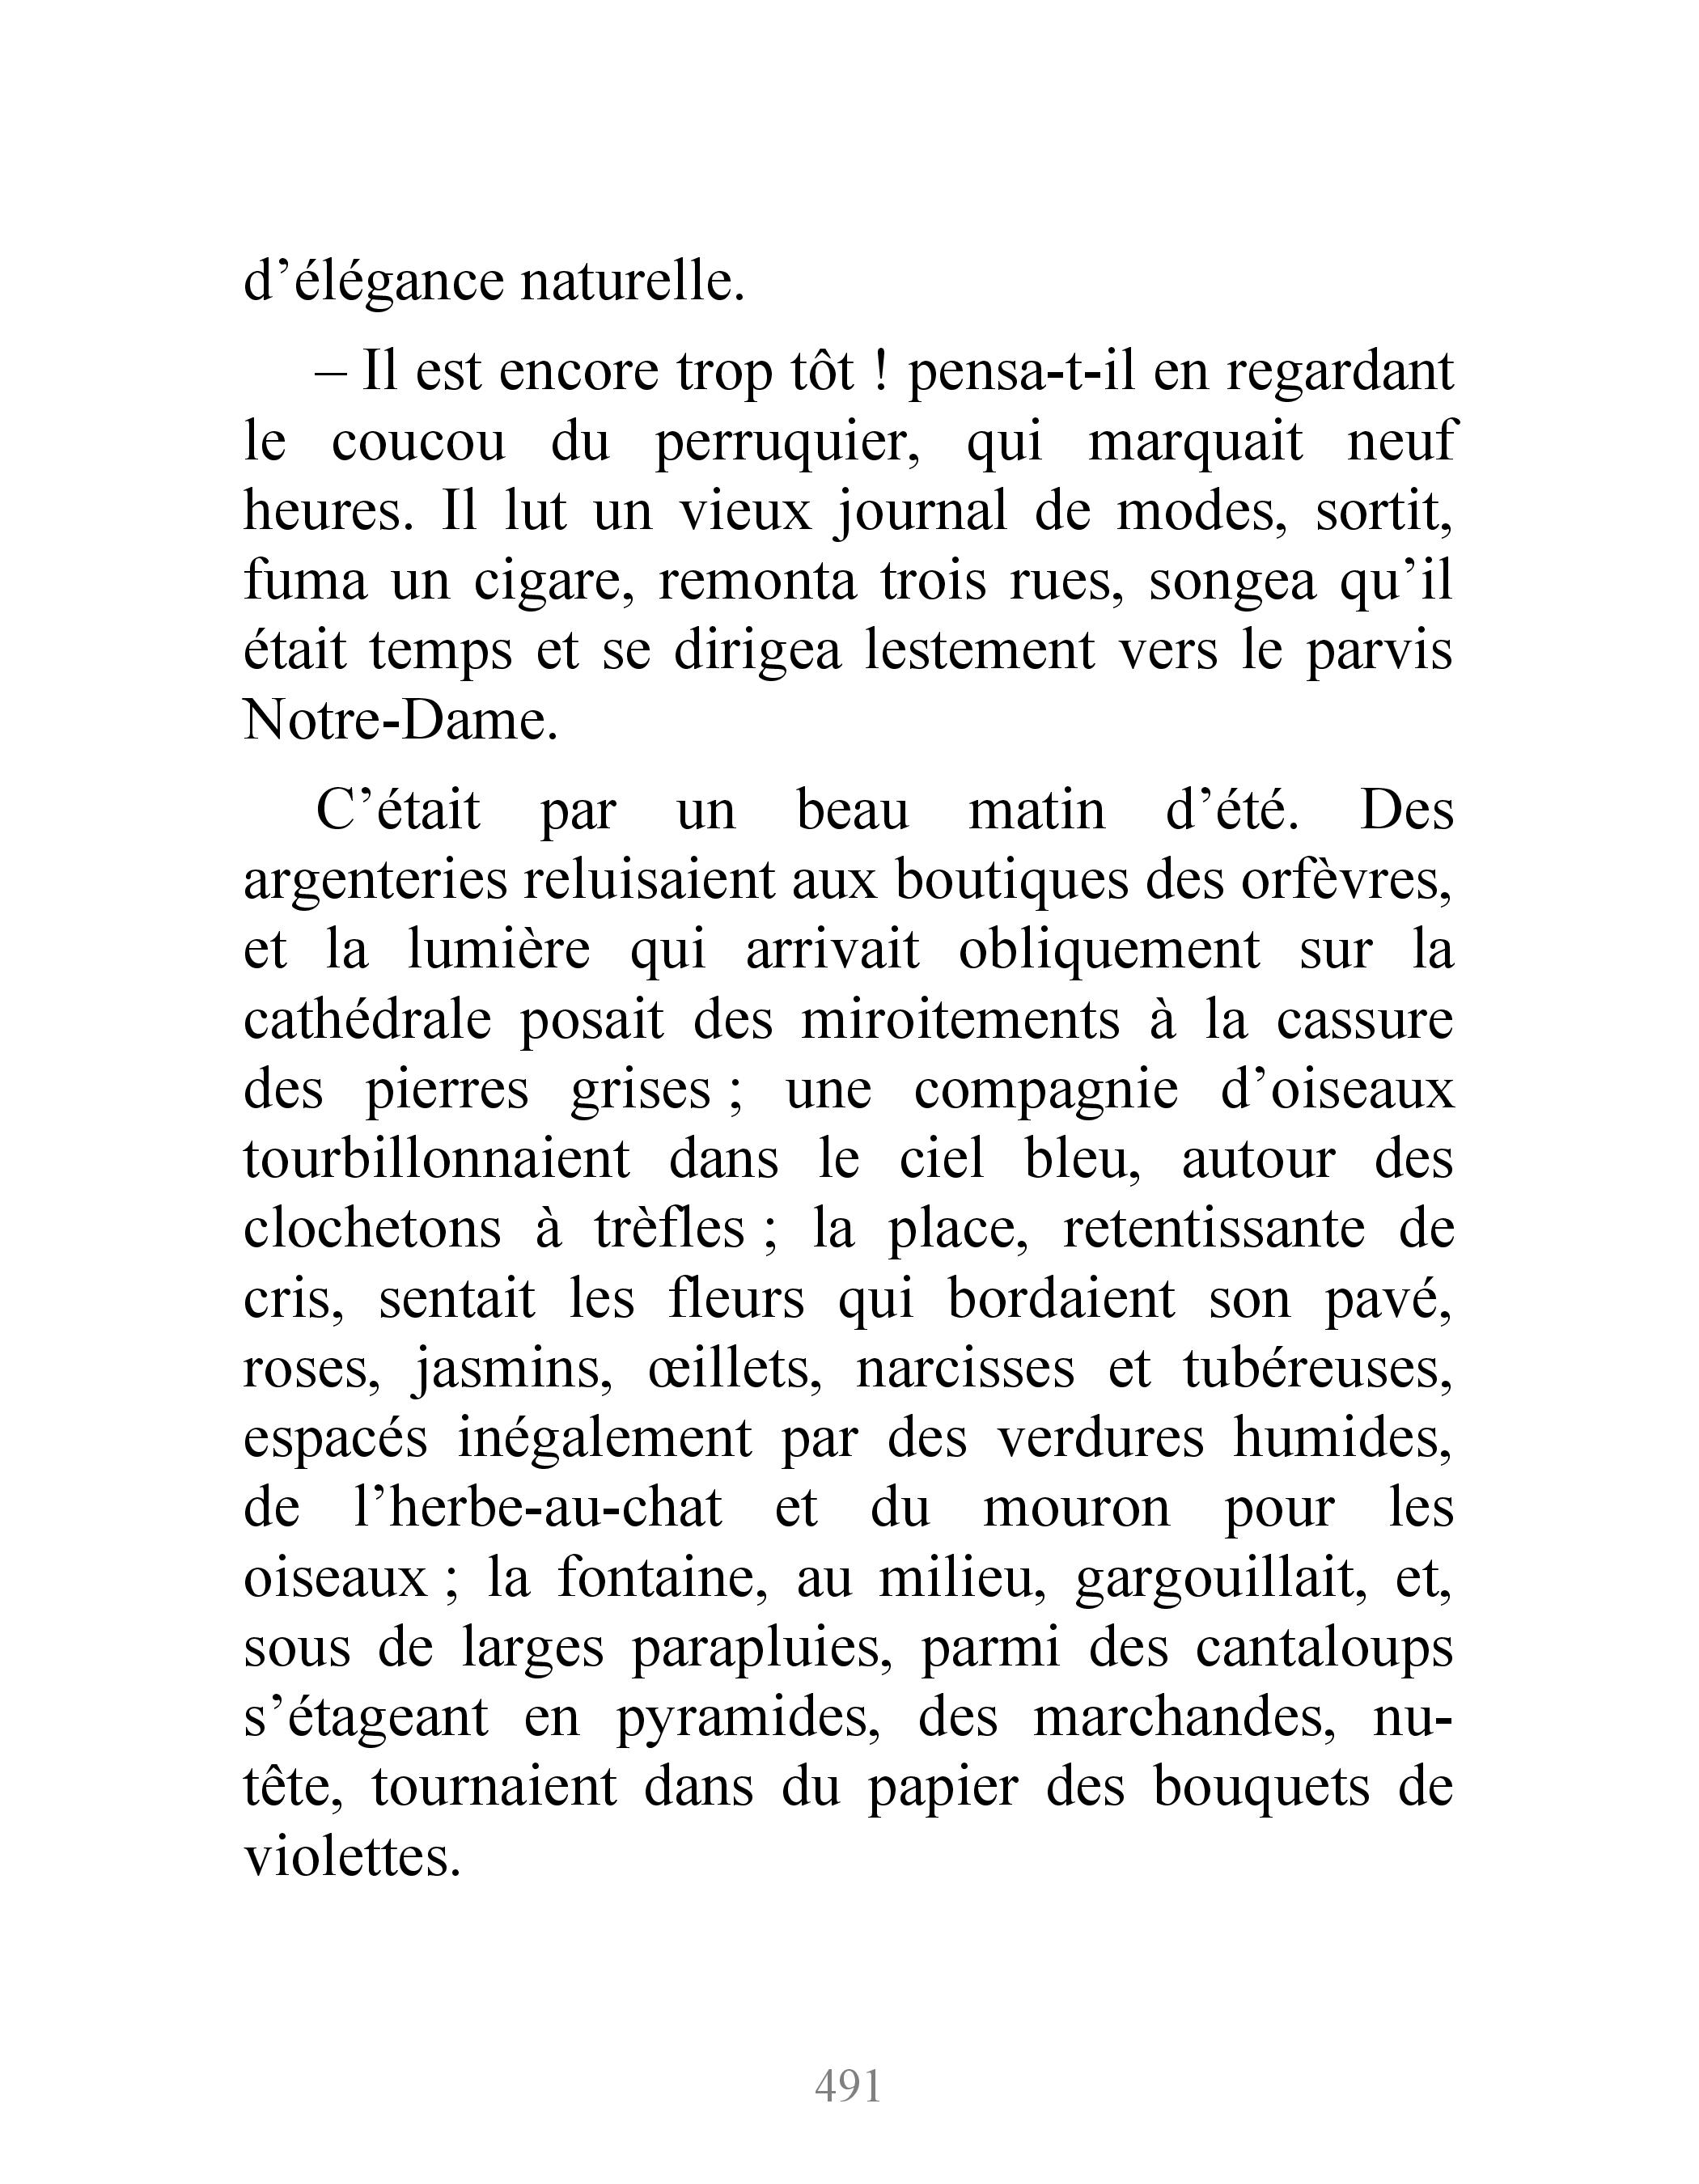 d’élégance naturelle.
– Il est encore trop tôt ! pensa-t-il en regardant
le coucou du perruquier, qui marquait neuf
heures. Il lut un vieux journal de modes, sortit,
fuma un cigare, remonta trois rues, songea qu’il
était temps et se dirigea lestement vers le parvis
Notre-Dame.
C’était par un beau matin d’été. Des
argenteries reluisaient aux boutiques des orfèvres,
et la lumière qui arrivait obliquement sur la
cathédrale posait des miroitements à la cassure
des pierres grises ; une compagnie d’oiseaux
tourbillonnaient dans le ciel bleu, autour des
clochetons à trèfles ; la place, retentissante de
cris, sentait les fleurs qui bordaient son pavé,
roses, jasmins, œillets, narcisses et tubéreuses,
espacés inégalement par des verdures humides,
de l’herbe-au-chat et du mouron pour les
oiseaux ; la fontaine, au milieu, gargouillait, et,
sous de larges parapluies, parmi des cantaloups
s’étageant en pyramides, des marchandes, nu-
tête, tournaient dans du papier des bouquets de
violettes.
491